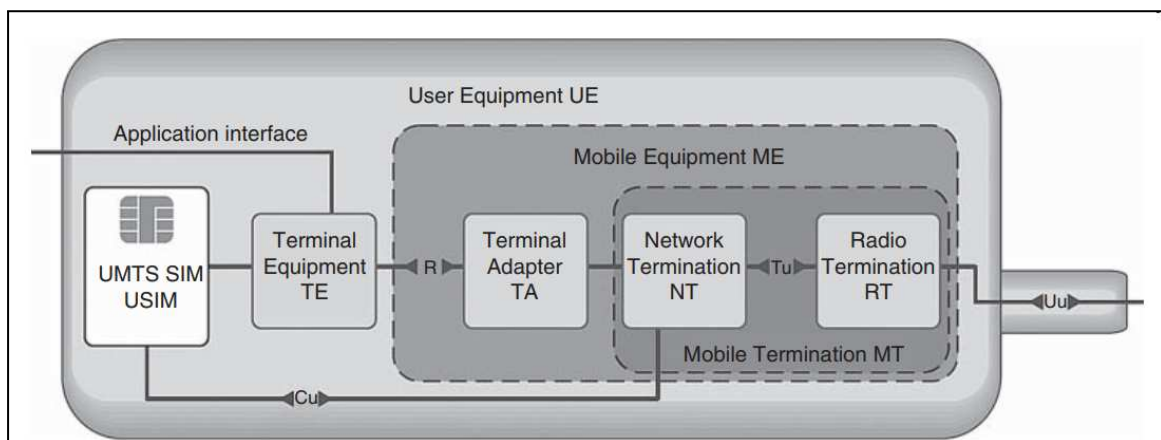 User Equipment UE
Application interface
Mobile Equipment ME
UMTS SIM
USIM
Terminal
Equipment
TE
R
Terminal
Adapter
TA
Network
Termination
NT
Tu
Radio
Termination
RT
Uu
Mobile Termination MT
Cu